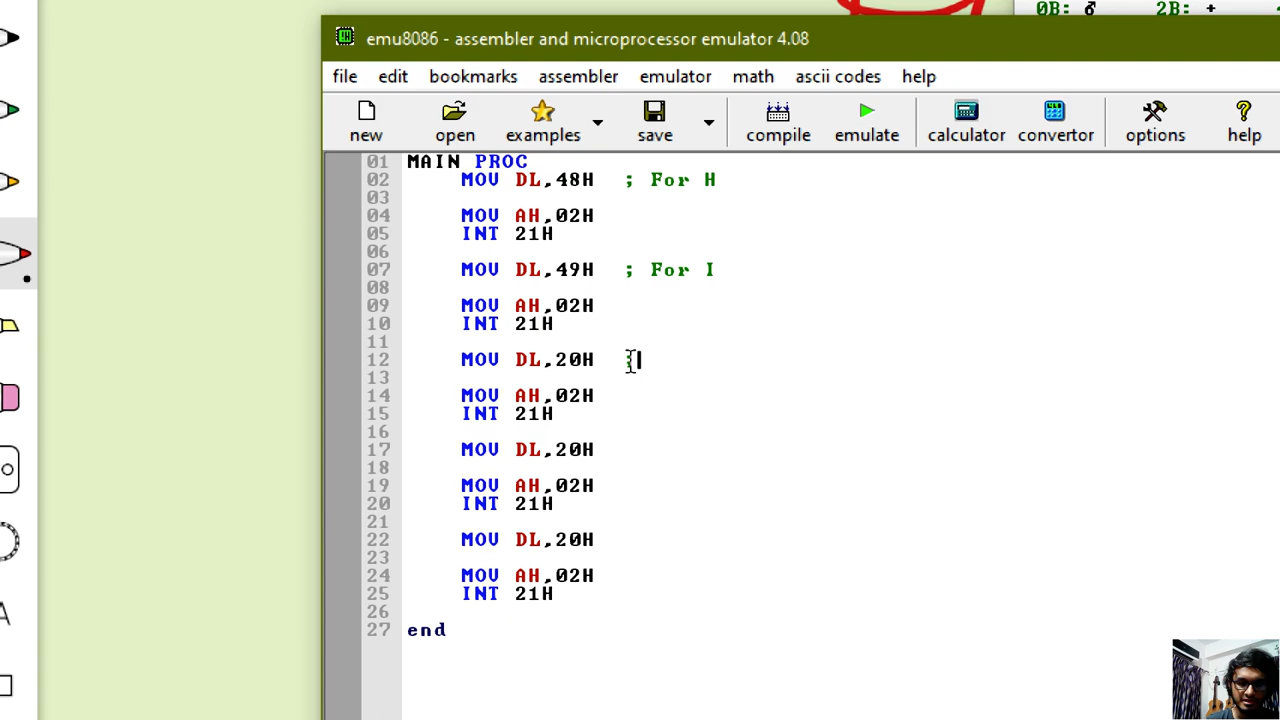 0B: ♂ 2B: +
emu8086 - assembler and microprocessor emulator 4.08
file edit bookmarks assembler emulator math ascii codes help
new open examples save compile emulate calculator convertor options help
01 MAIN PROC
02 MOV DL,48H ; For H
03
04 MOV AH,02H
05 INT 21H
06
07 MOV DL,49H ; For I
08
09 MOV AH,02H
10 INT 21H
11
12 MOV DL,20H ;
13
14 MOV AH,02H
15 INT 21H
16
17 MOV DL,20H
18
19 MOV AH,02H
20 INT 21H
21
22 MOV DL,20H
23
24 MOV AH,02H
25 INT 21H
26
27 end
A